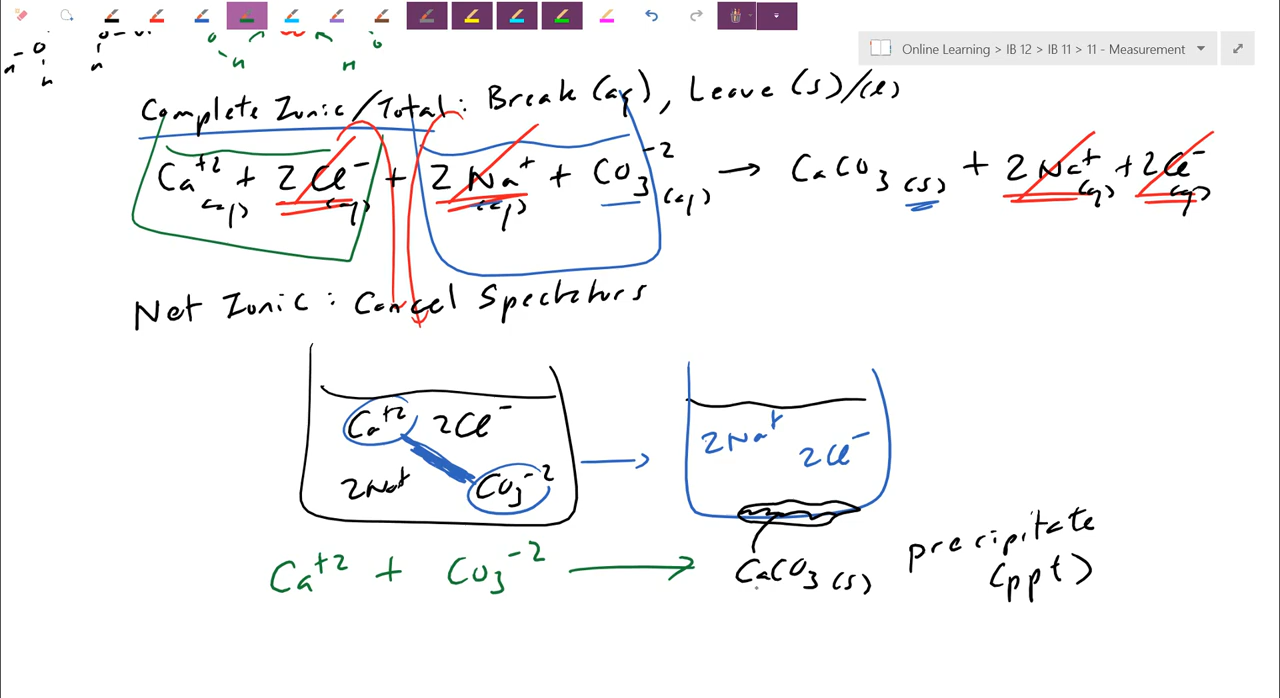 Online Learning > IB 12 > IB 11 > 11 - Measurement
Complete Ionic/Total: Break (aq), Leave (s)/(l)
Ca+2(aq) + 2Cl-(aq) + 2Na+(aq) + CO3-2(aq) → CaCO3(s) + 2Na+(aq) + 2Cl-(aq)
Net Ionic: Cancel Spectators
Ca+2 2Cl-
2Na+ CO3-2
→
2Na+ 2Cl-
Ca+2 + CO3-2 → CaCO3(s)
precipitate
(ppt)